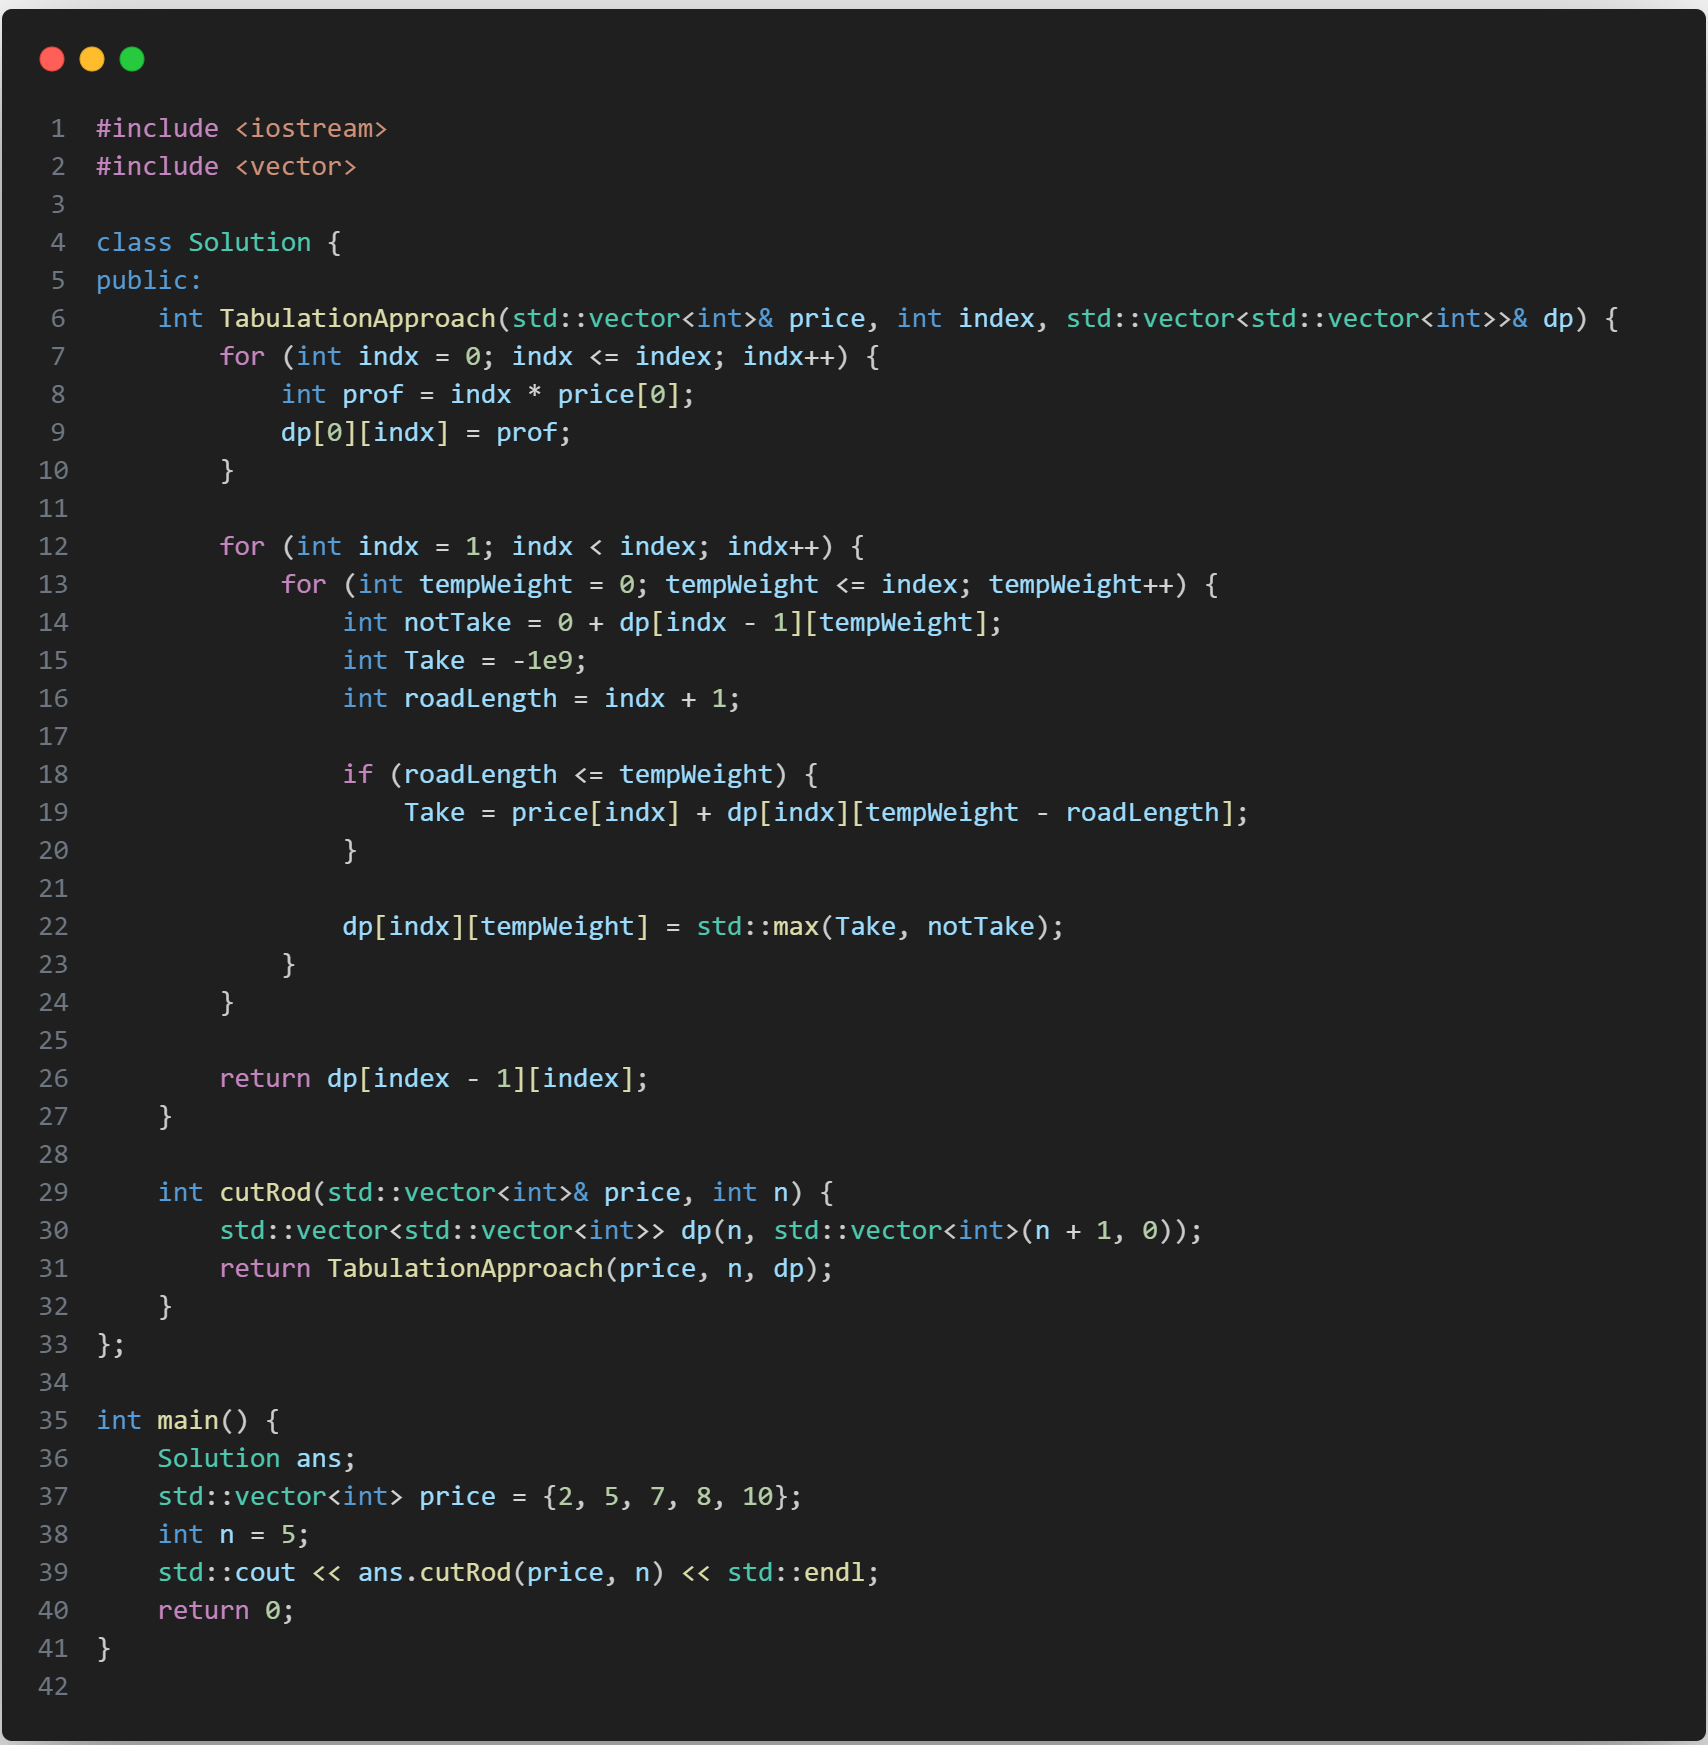 1 #include <iostream>
2 #include <vector>
3
4 class Solution {
5 public:
6     int TabulationApproach(std::vector<int>& price, int index, std::vector<std::vector<int>>& dp) {
7         for (int indx = 0; indx <= index; indx++) {
8             int prof = indx * price[0];
9             dp[0][indx] = prof;
10         }
11
12         for (int indx = 1; indx < index; indx++) {
13             for (int tempWeight = 0; tempWeight <= index; tempWeight++) {
14                 int notTake = 0 + dp[indx - 1][tempWeight];
15                 int Take = -1e9;
16                 int roadLength = indx + 1;
17
18                 if (roadLength <= tempWeight) {
19                     Take = price[indx] + dp[indx][tempWeight - roadLength];
20                 }
21
22                 dp[indx][tempWeight] = std::max(Take, notTake);
23             }
24         }
25
26         return dp[index - 1][index];
27     }
28
29     int cutRod(std::vector<int>& price, int n) {
30         std::vector<std::vector<int>> dp(n, std::vector<int>(n + 1, 0));
31         return TabulationApproach(price, n, dp);
32     }
33 };
34
35 int main() {
36     Solution ans;
37     std::vector<int> price = {2, 5, 7, 8, 10};
38     int n = 5;
39     std::cout << ans.cutRod(price, n) << std::endl;
40     return 0;
41 }
42